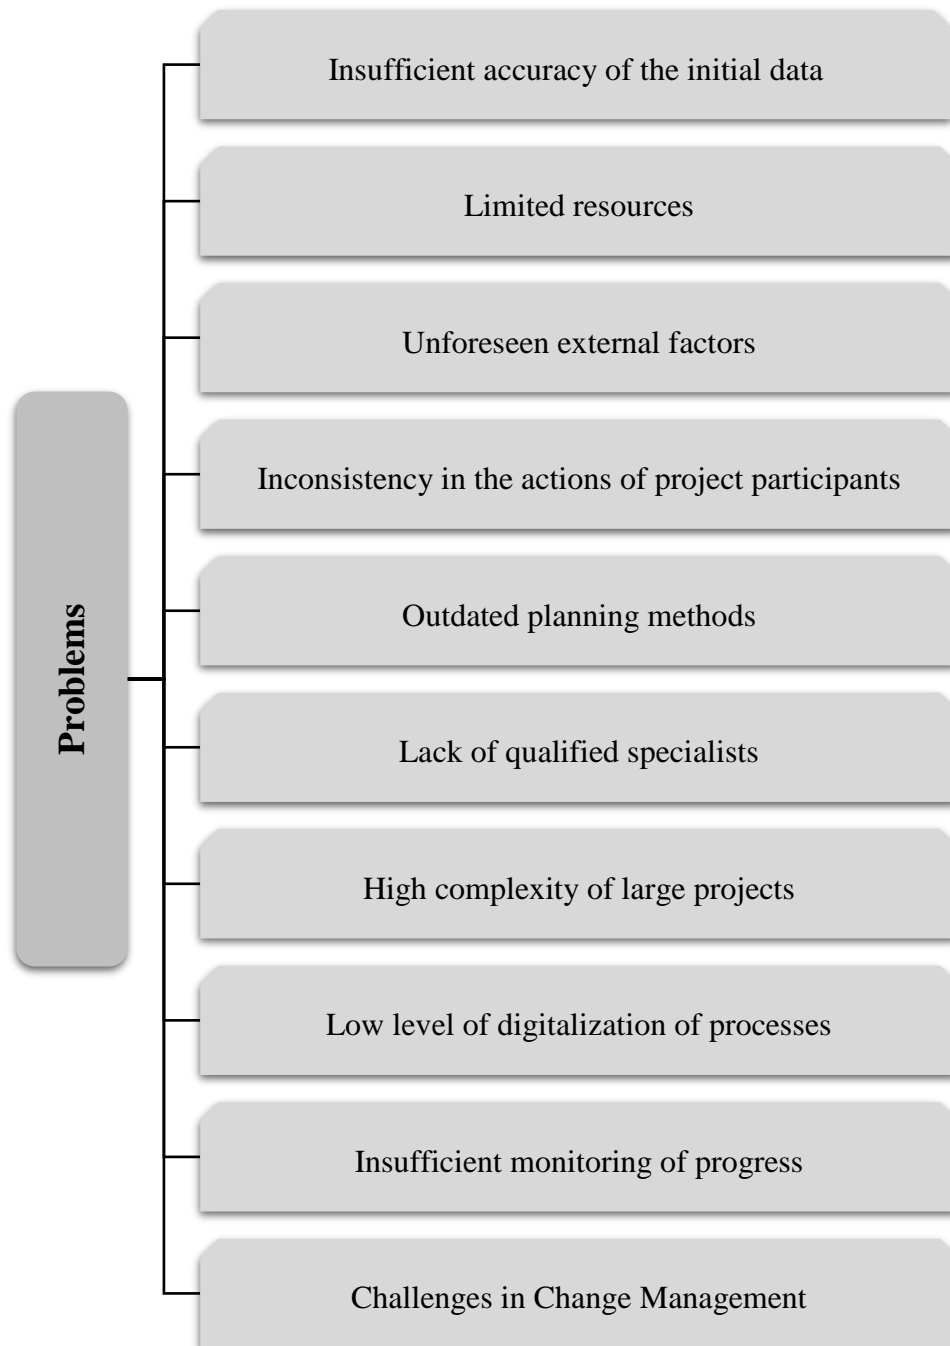 Problems
Insufficient accuracy of the initial data
Limited resources
Unforeseen external factors
Inconsistency in the actions of project participants
Outdated planning methods
Lack of qualified specialists
High complexity of large projects
Low level of digitalization of processes
Insufficient monitoring of progress
Challenges in Change Management